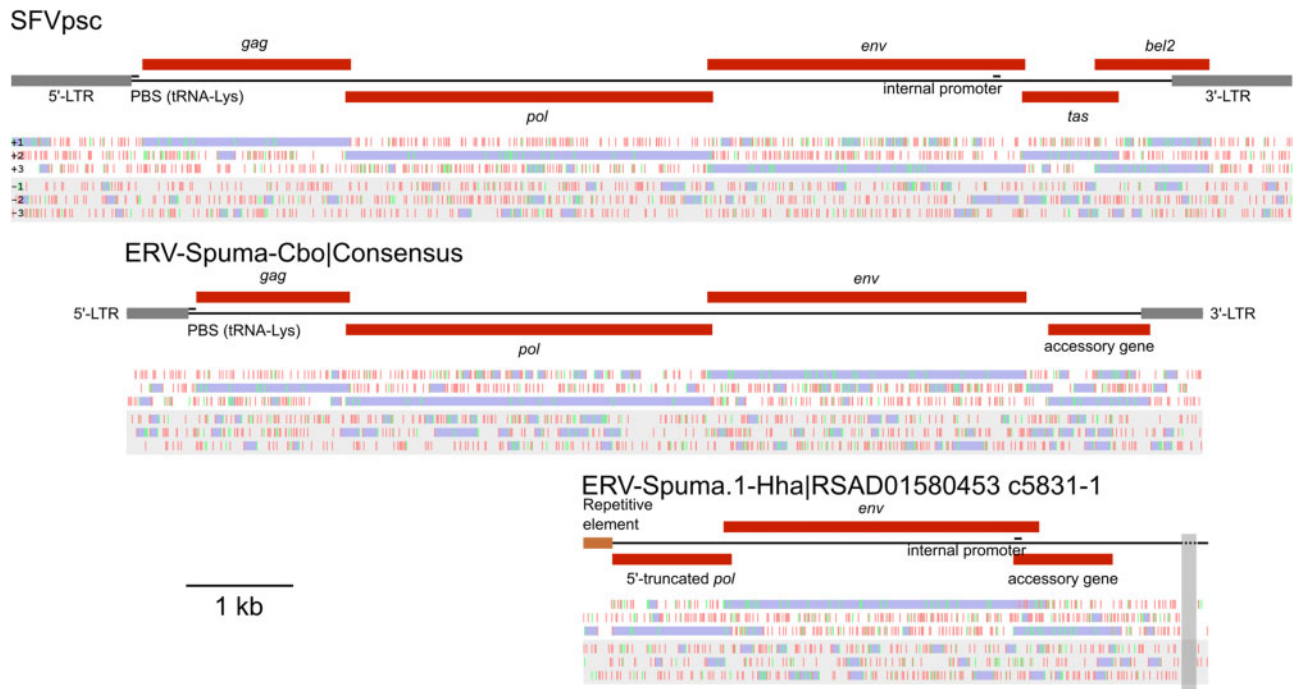 SFVpsc
gag
env
bel2
5'-LTR
PBS (tRNA-Lys)
internal promoter
3'-LTR
pol
tas
+1
+2
+3
-1
-2
-3
ERV-Spuma-Cbo|Consensus
gag
env
5'-LTR
3'-LTR
PBS (tRNA-Lys)
pol
accessory gene
ERV-Spuma.1-Hha|RSAD01580453 c5831-1
Repetitive
element
env
internal promoter
5'-truncated pol
accessory gene
1 kb